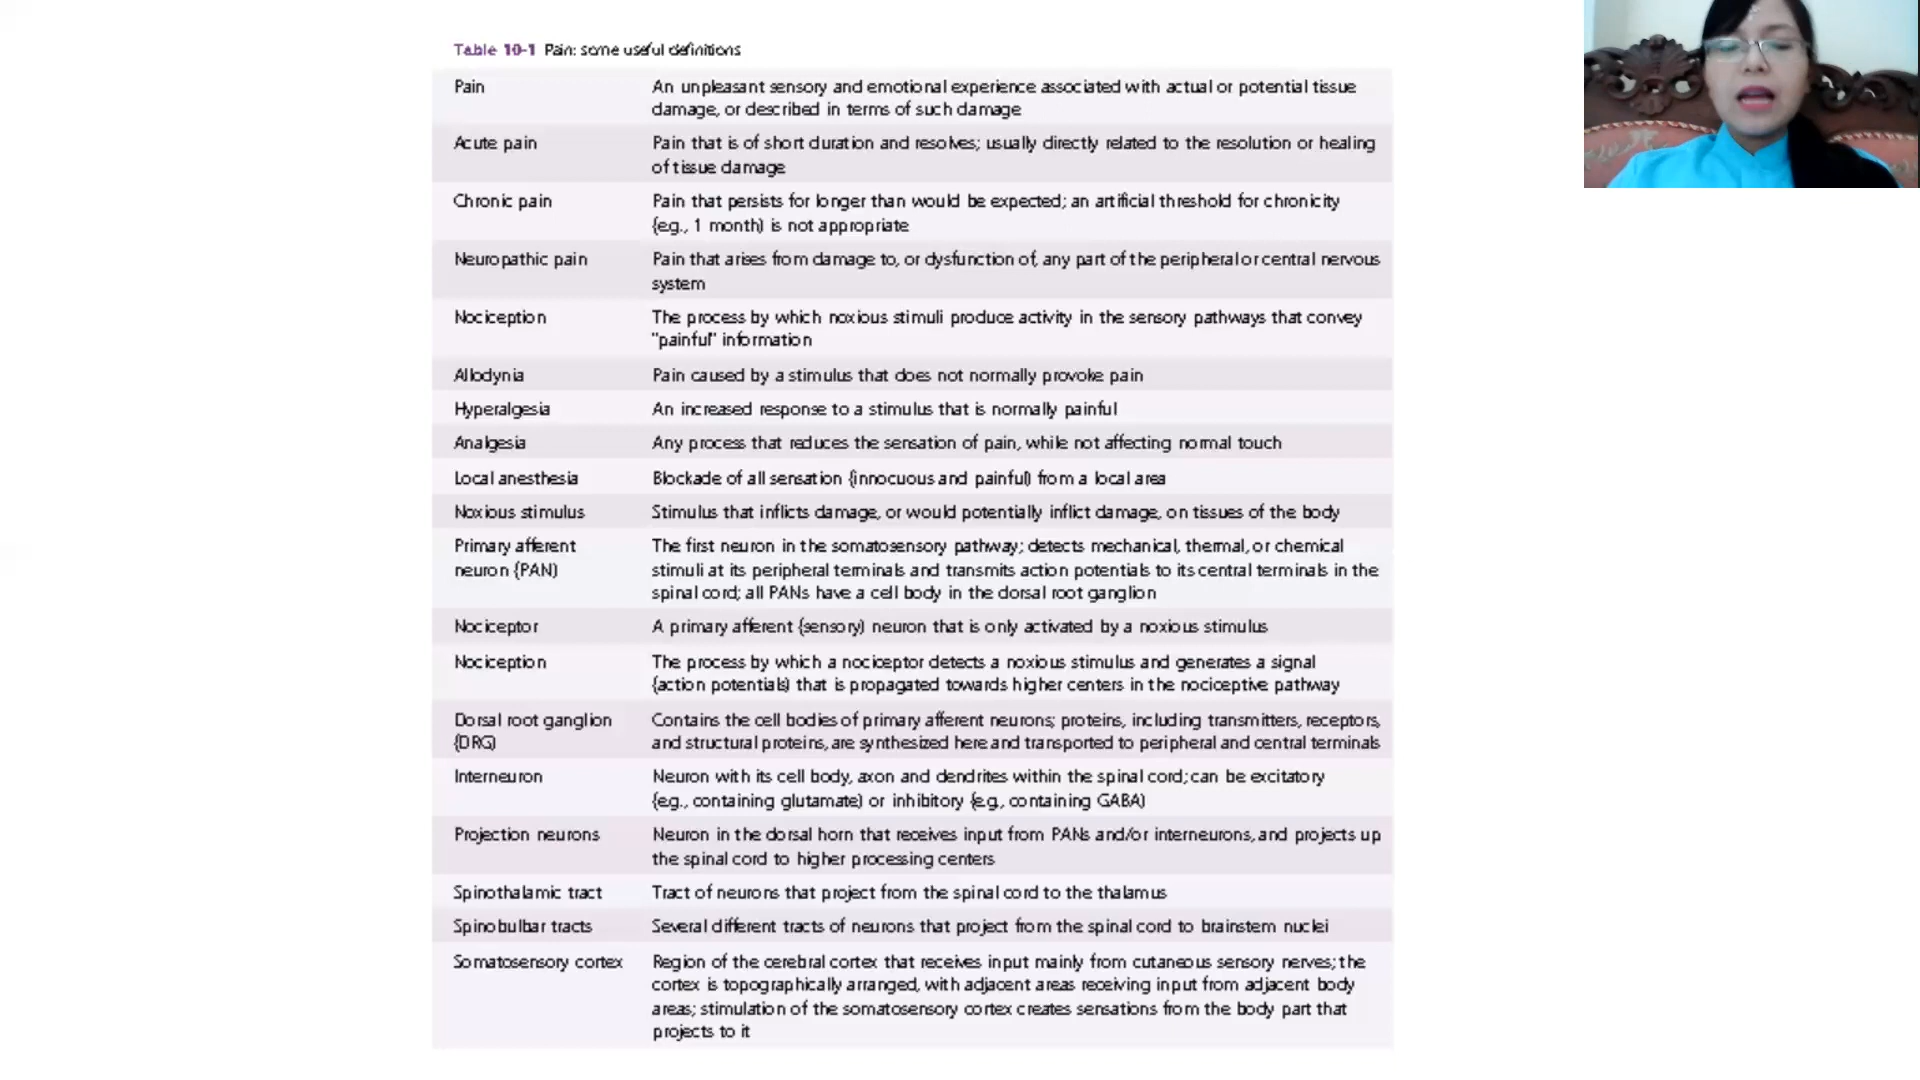 Table 10-1 Pain: some useful definitions
Pain An unpleasant sensory and emotional experience associated with actual or potential tissue
damage, or described in terms of such damage
Acute pain Pain that is of short duration and resolves; usually directly related to the resolution or healing
of tissue damage
Chronic pain Pain that persists for longer than would be expected; an artificial threshold for chronicity
(e.g., 1 month) is not appropriate
Neuropathic pain Pain that arises from damage to, or dysfunction of, any part of the peripheral or central nervous
system
Nociception The process by which noxious stimuli produce activity in the sensory pathways that convey
"painful" information
Allodynia Pain caused by a stimulus that does not normally provoke pain
Hyperalgesia An increased response to a stimulus that is normally painful
Analgesia Any process that reduces the sensation of pain, while not affecting normal touch
Local anesthesia Blockade of all sensation (innocuous and painful) from a local area
Noxious stimulus Stimulus that inflicts damage, or would potentially inflict damage, on tissues of the body
Primary afferent The first neuron in the somatosensory pathway; detects mechanical, thermal, or chemical
neuron (PAN) stimuli at its peripheral terminals and transmits action potentials to its central terminals in the
spinal cord; all PANs have a cell body in the dorsal root ganglion
Nociceptor A primary afferent (sensory) neuron that is only activated by a noxious stimulus
Nociception The process by which a nociceptor detects a noxious stimulus and generates a signal
(action potentials) that is propagated towards higher centers in the nociceptive pathway
Dorsal root ganglion Contains the cell bodies of primary afferent neurons; proteins, including transmitters, receptors,
(DRG) and structural proteins, are synthesized here and transported to peripheral and central terminals
Interneuron Neuron with its cell body, axon and dendrites within the spinal cord; can be excitatory
(e.g., containing glutamate) or inhibitory (e.g., containing GABA)
Projection neurons Neuron in the dorsal horn that receives input from PANs and/or interneurons, and projects up
the spinal cord to higher processing centers
Spinothalamic tract Tract of neurons that project from the spinal cord to the thalamus
Spinobulbar tracts Several different tracts of neurons that project from the spinal cord to brainstem nuclei
Somatosensory cortex Region of the cerebral cortex that receives input mainly from cutaneous sensory nerves; the
cortex is topographically arranged, with adjacent areas receiving input from adjacent body
areas; stimulation of the somatosensory cortex creates sensations from the body part that
projects to it